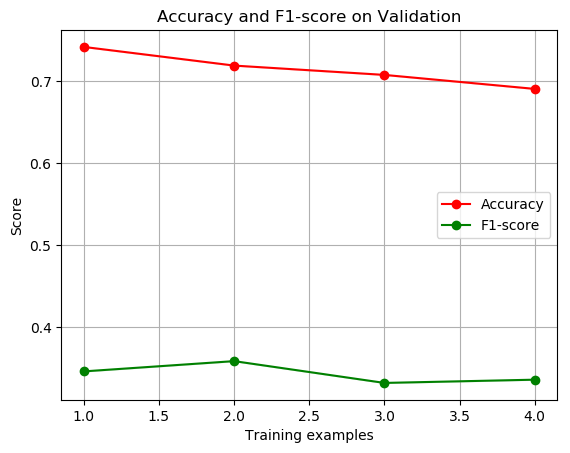 Accuracy and F1-score on Validation
0.7
0.6
0.5
0.4
Score
Accuracy
F1-score
1.0 1.5 2.0 2.5 3.0 3.5 4.0
Training examples